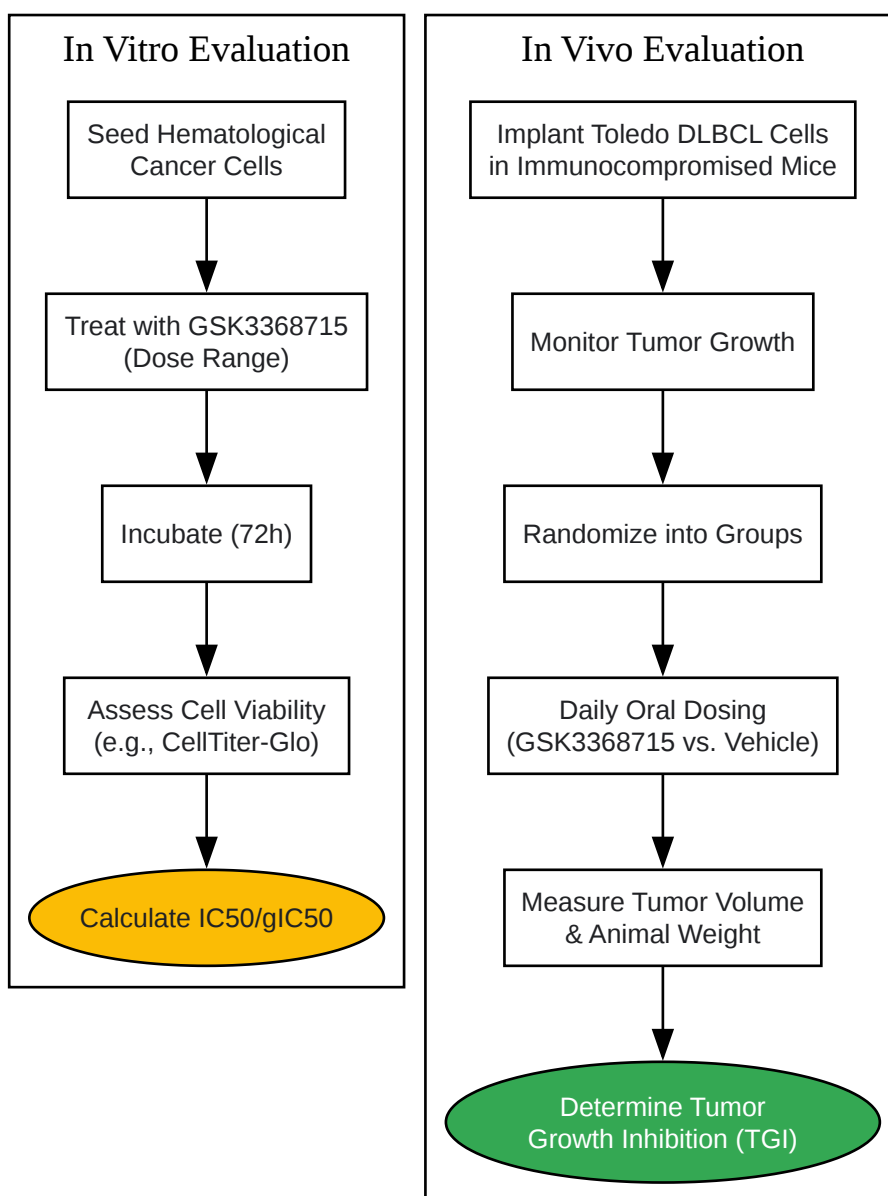 In Vitro Evaluation
Seed Hematological
Cancer Cells
Treat with GSK3368715
(Dose Range)
Incubate (72h)
Assess Cell Viability
(e.g., CellTiter-Glo)
Calculate IC50/gIC50
In Vivo Evaluation
Implant Toledo DLBCL Cells
in Immunocompromised Mice
Monitor Tumor Growth
Randomize into Groups
Daily Oral Dosing
(GSK3368715 vs. Vehicle)
Measure Tumor Volume
& Animal Weight
Determine Tumor
Growth Inhibition (TGI)